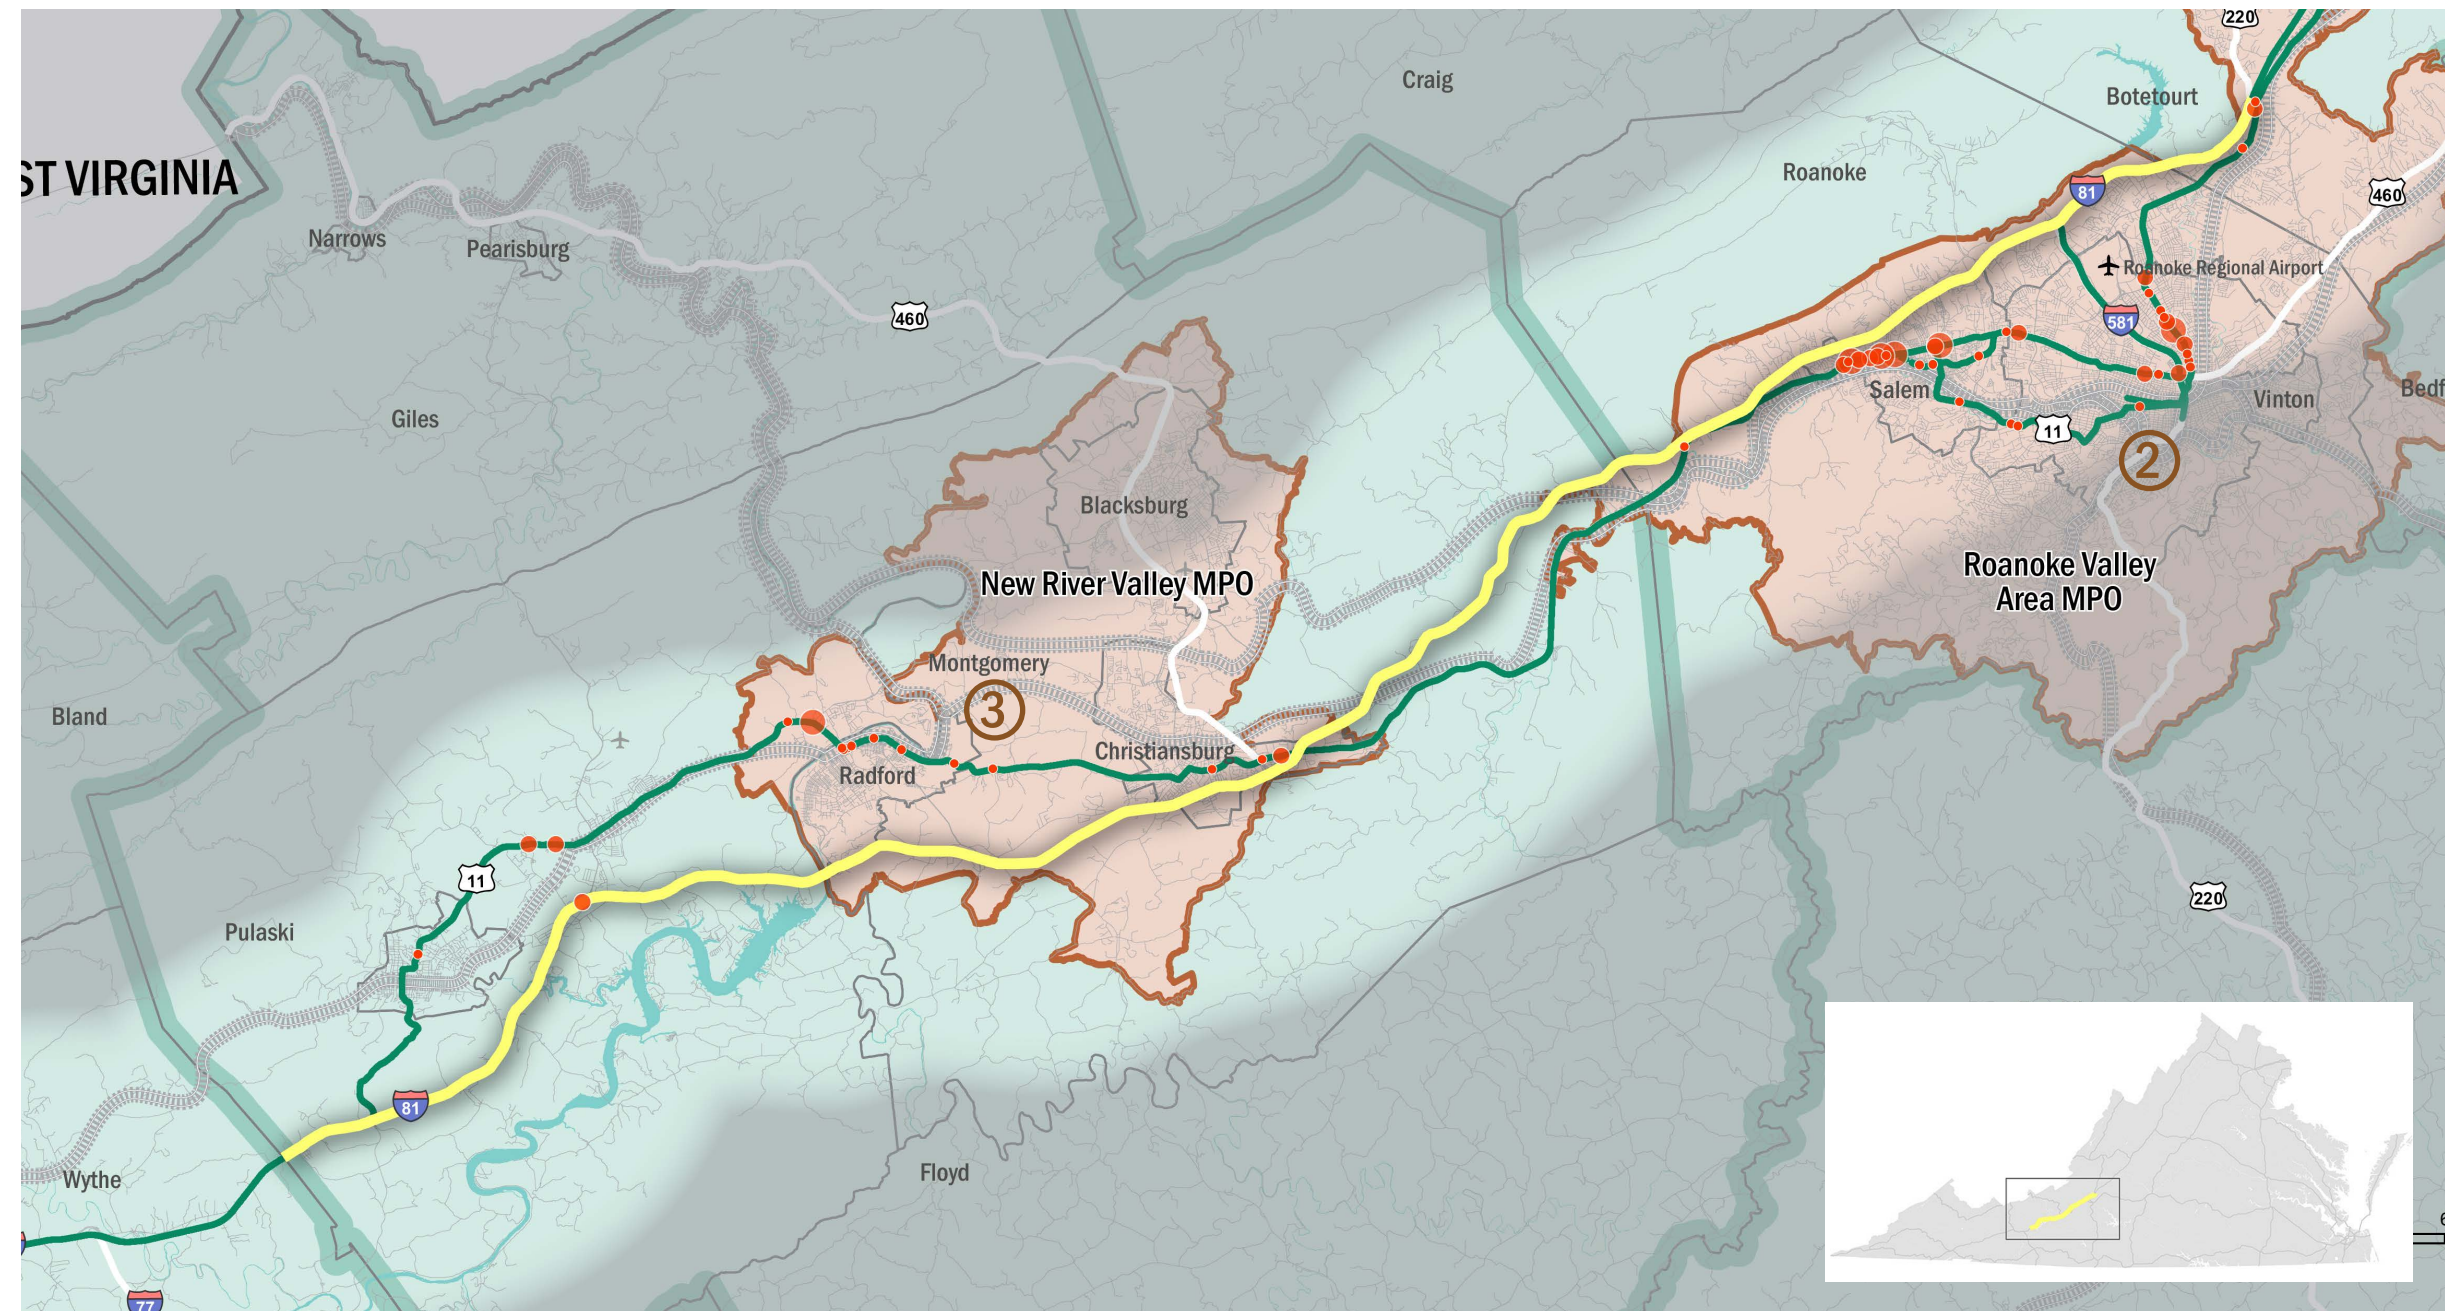 220
Craig
Botetourt
ST VIRGINIA
Roanoke
81
460
Narrows
Pearisburg
Roanoke Regional Airport
460
581
Giles
Salem
Vinton
Bedf
11
2
Blacksburg
Roanoke Valley
Area MPO
New River Valley MPO
Montgomery
3
Bland
Christiansburg
Radford
11
220
Pulaski
81
Wythe
Floyd
6
77